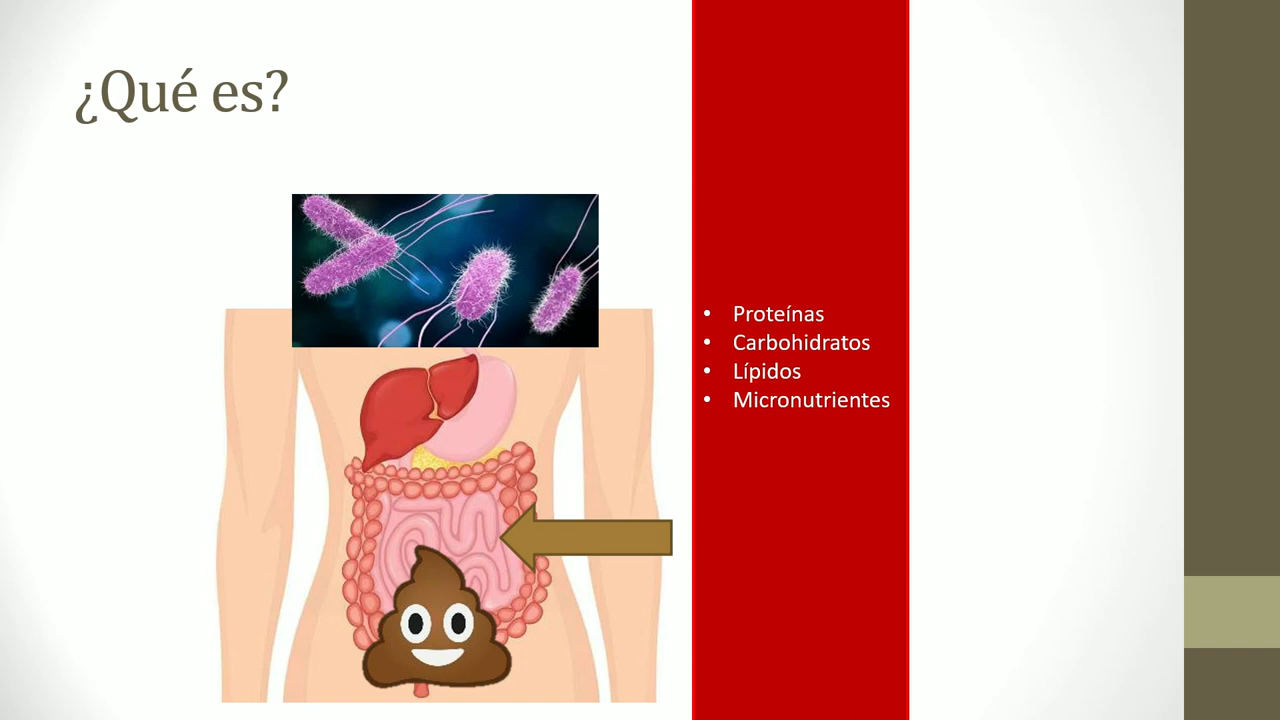 ¿Qué es?
• Proteínas
• Carbohidratos
• Lípidos
• Micronutrientes